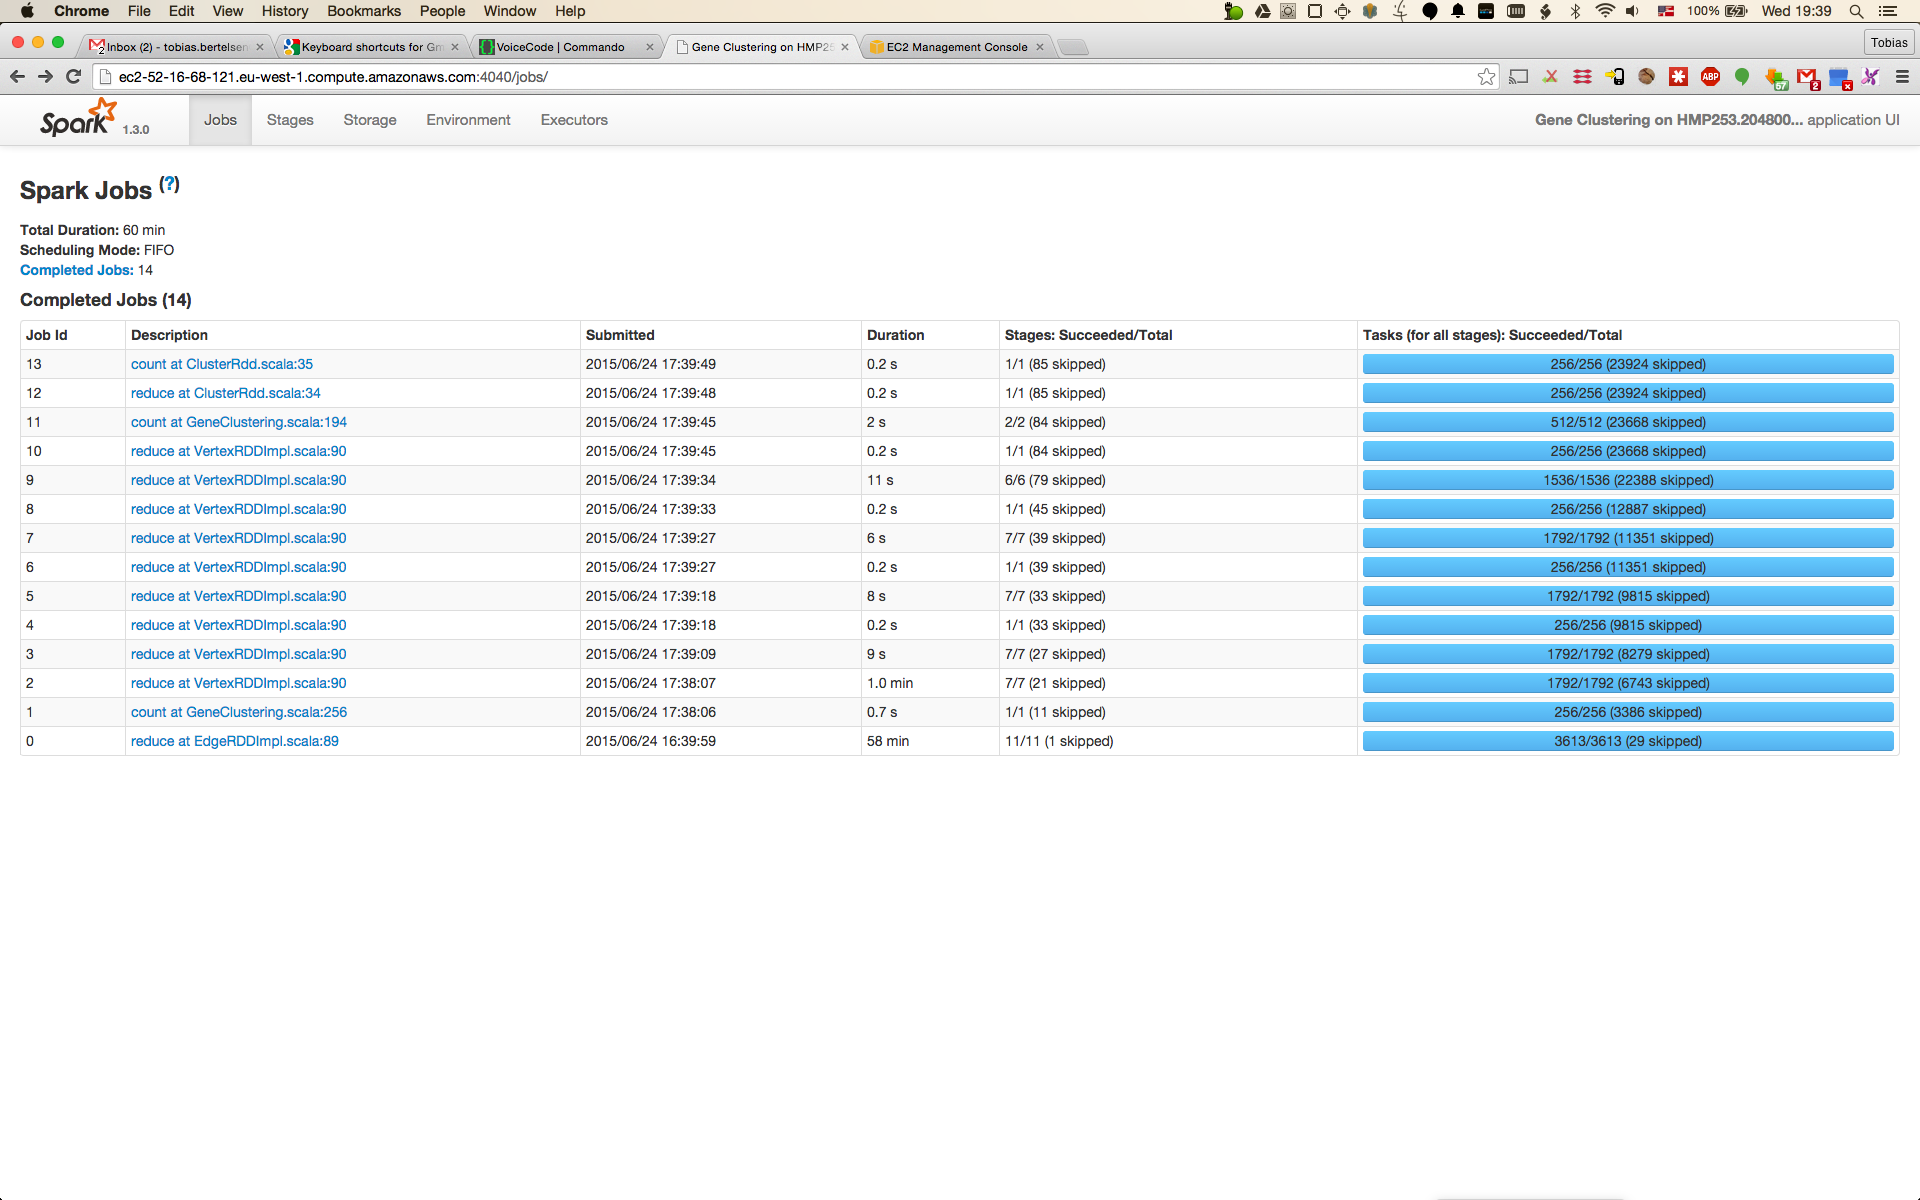 Chrome File Edit View History Bookmarks People Window Help 100% Wed 19:39
Inbox (2) - tobias.bertelsen Keyboard shortcuts for Gm VoiceCode | Commando Gene Clustering on HMP25 EC2 Management Console Tobias
ec2-52-16-68-121.eu-west-1.compute.amazonaws.com:4040/jobs/ ABP 67 2 x
Spark 1.3.0 Jobs Stages Storage Environment Executors Gene Clustering on HMP253.204800... application UI
Spark Jobs (?)
Total Duration: 60 min
Scheduling Mode: FIFO
Completed Jobs: 14
Completed Jobs (14)
Job Id Description Submitted Duration Stages: Succeeded/Total Tasks (for all stages): Succeeded/Total
13 count at ClusterRdd.scala:35 2015/06/24 17:39:49 0.2 s 1/1 (85 skipped) 256/256 (23924 skipped)
12 reduce at ClusterRdd.scala:34 2015/06/24 17:39:48 0.2 s 1/1 (85 skipped) 256/256 (23924 skipped)
11 count at GeneClustering.scala:194 2015/06/24 17:39:45 2 s 2/2 (84 skipped) 512/512 (23668 skipped)
10 reduce at VertexRDDImpl.scala:90 2015/06/24 17:39:45 0.2 s 1/1 (84 skipped) 256/256 (23668 skipped)
9 reduce at VertexRDDImpl.scala:90 2015/06/24 17:39:34 11 s 6/6 (79 skipped) 1536/1536 (22388 skipped)
8 reduce at VertexRDDImpl.scala:90 2015/06/24 17:39:33 0.2 s 1/1 (45 skipped) 256/256 (12887 skipped)
7 reduce at VertexRDDImpl.scala:90 2015/06/24 17:39:27 6 s 7/7 (39 skipped) 1792/1792 (11351 skipped)
6 reduce at VertexRDDImpl.scala:90 2015/06/24 17:39:27 0.2 s 1/1 (39 skipped) 256/256 (11351 skipped)
5 reduce at VertexRDDImpl.scala:90 2015/06/24 17:39:18 8 s 7/7 (33 skipped) 1792/1792 (9815 skipped)
4 reduce at VertexRDDImpl.scala:90 2015/06/24 17:39:18 0.2 s 1/1 (33 skipped) 256/256 (9815 skipped)
3 reduce at VertexRDDImpl.scala:90 2015/06/24 17:39:09 9 s 7/7 (27 skipped) 1792/1792 (8279 skipped)
2 reduce at VertexRDDImpl.scala:90 2015/06/24 17:38:07 1.0 min 7/7 (21 skipped) 1792/1792 (6743 skipped)
1 count at GeneClustering.scala:256 2015/06/24 17:38:06 0.7 s 1/1 (11 skipped) 256/256 (3386 skipped)
0 reduce at EdgeRDDImpl.scala:89 2015/06/24 16:39:59 58 min 11/11 (1 skipped) 3613/3613 (29 skipped)